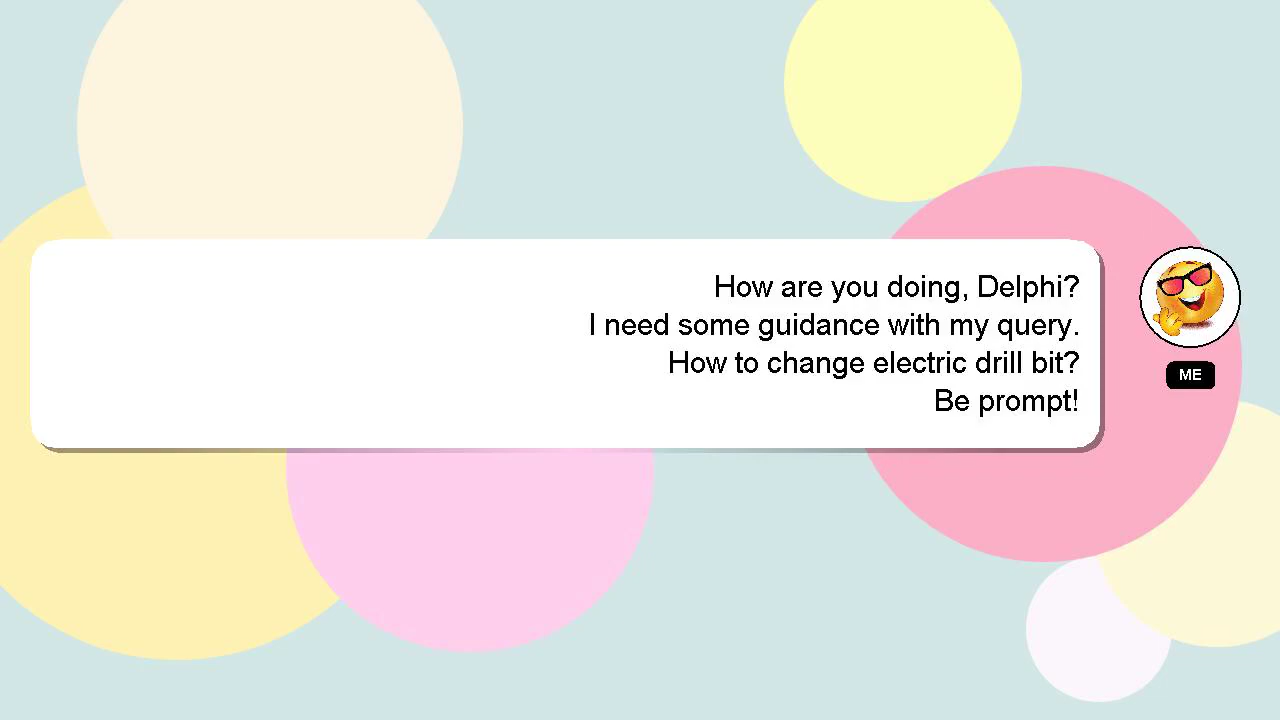 How are you doing, Delphi?
I need some guidance with my query.
How to change electric drill bit?
Be prompt!
ME